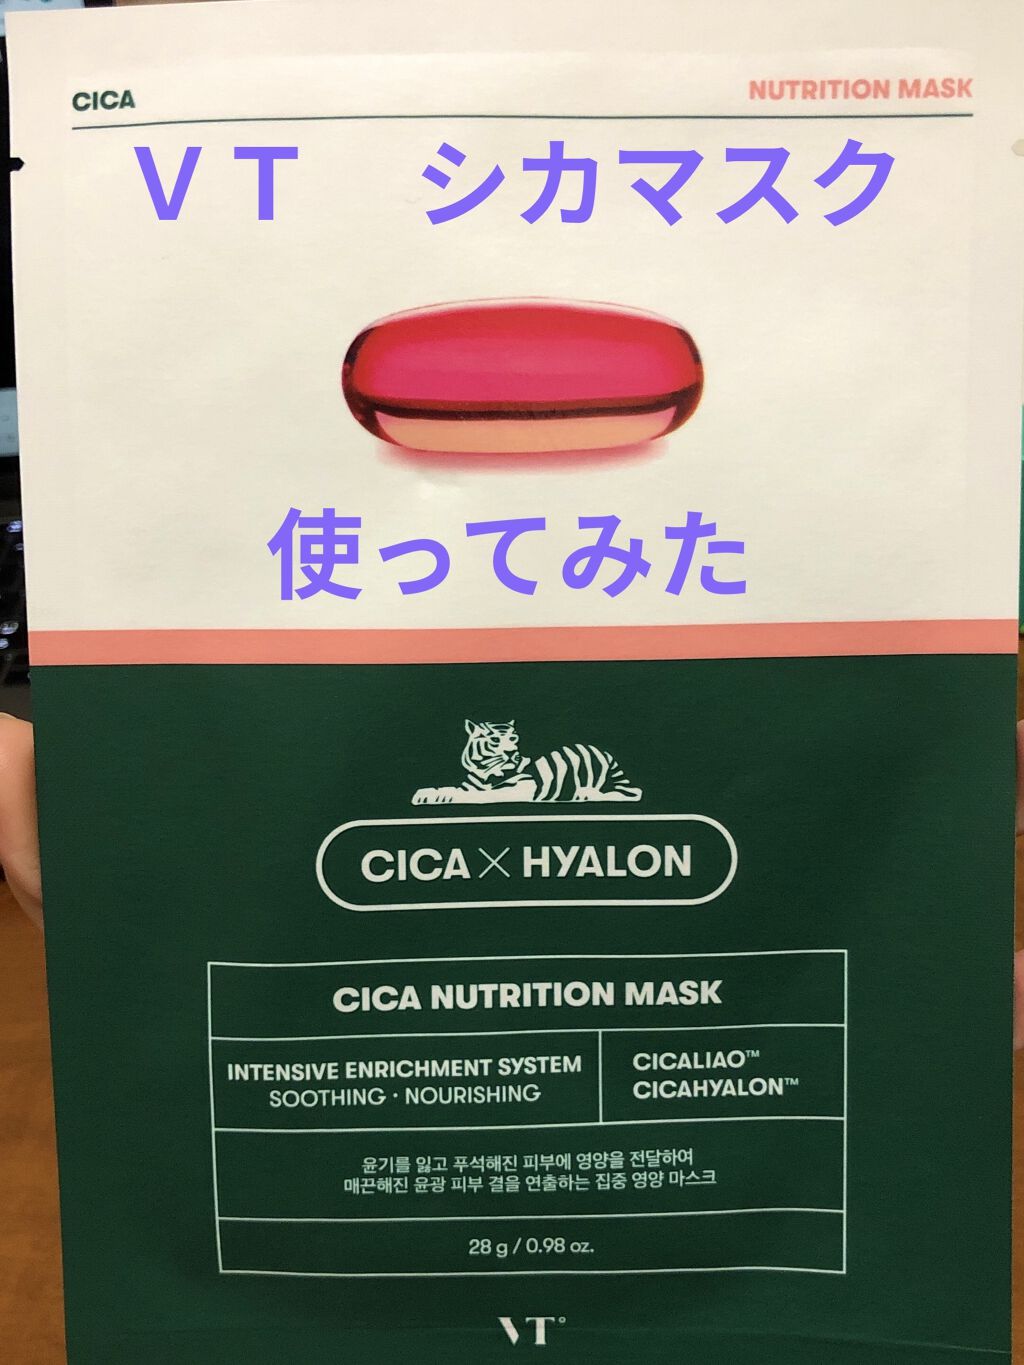 CICA
NUTRITION MASK
ＶＴ　シカマスク
使ってみた
CICA×HYALON
CICA NUTRITION MASK
INTENSIVE ENRICHMENT SYSTEM
SOOTHING · NOURISHING
CICALIAO™
CICAHYALON™
윤기를 잃고 푸석해진 피부에 영양을 전달하여
매끈해진 윤광 피부 결을 연출하는 집중 영양 마스크
28 g / 0.98 oz.
VT°